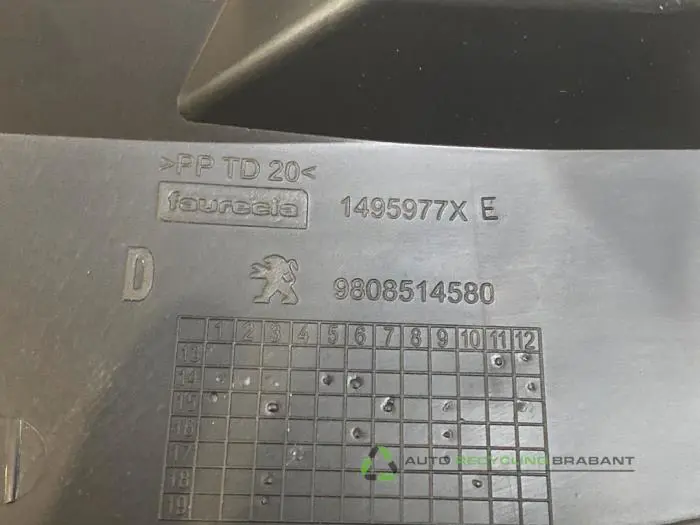 >PP TD 20<
faurecia
1495977X E
D
9808514580
1 2 3 4 5 6 7 8 9 10 11 12
13
14
15
16
17
18
19
AUTO RECYCLING BRABANT